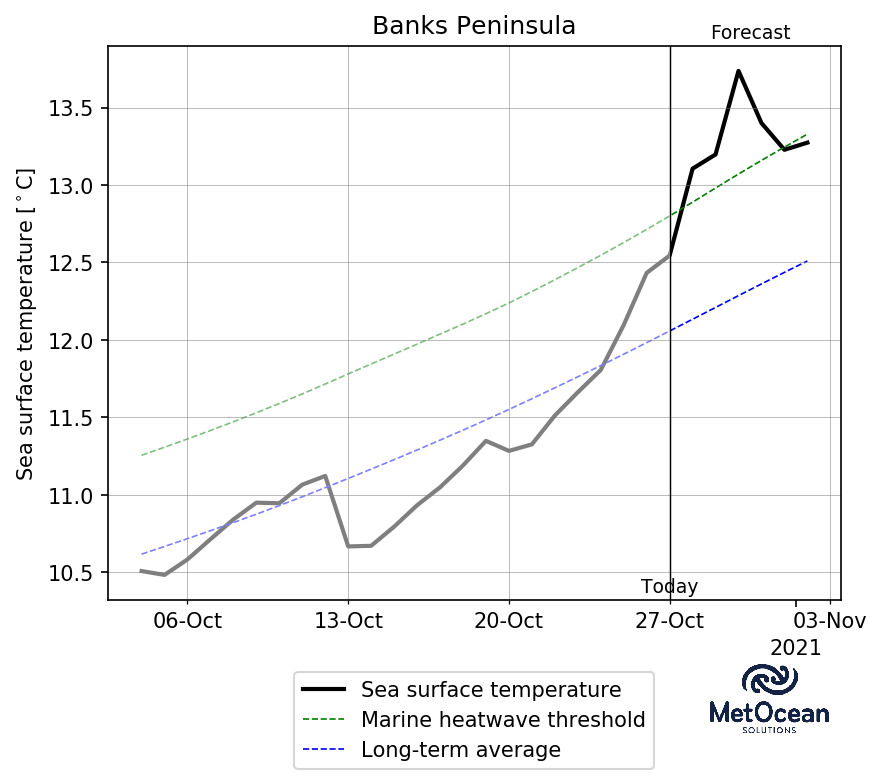 Banks Peninsula
Forecast
Sea surface temperature [°C]
13.5
13.0
12.5
12.0
11.5
11.0
10.5
Today
06-Oct
13-Oct
20-Oct
27-Oct
03-Nov
2021
Sea surface temperature
Marine heatwave threshold
Long-term average
MetOcean
SOLUTIONS